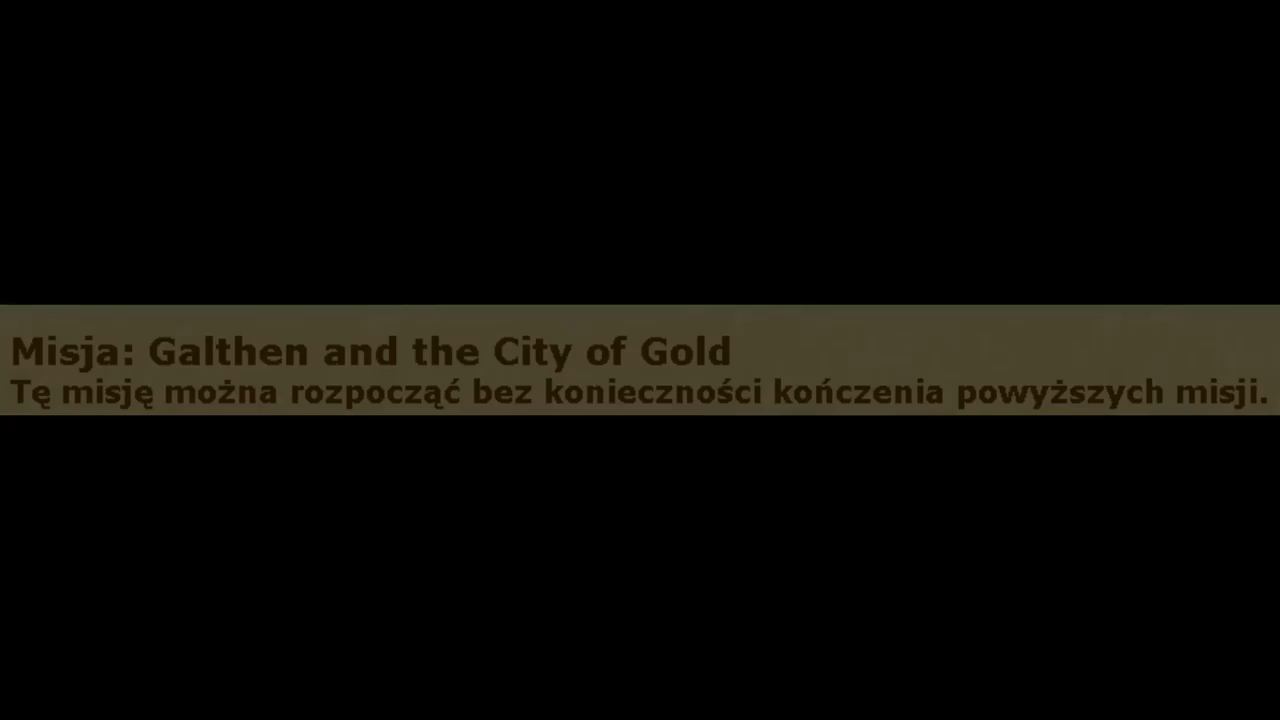 Misja: Galthen and the City of Gold
Tę misję można rozpocząć bez konieczności kończenia powyższych misji.